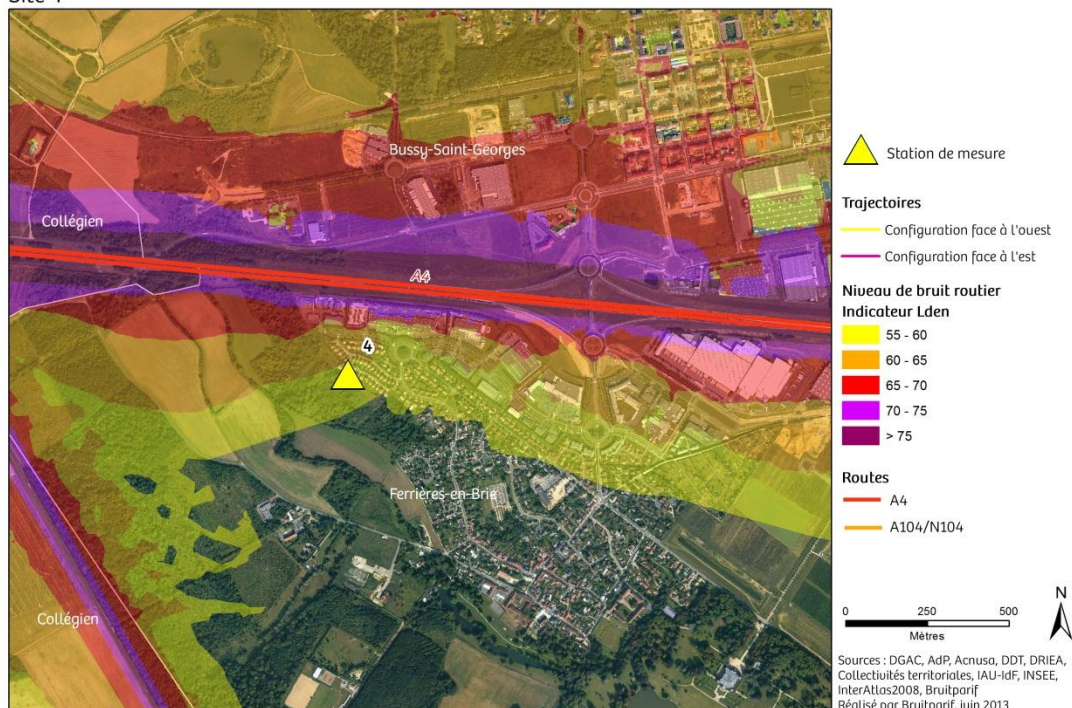 Site 4
Bussy-Saint-Georges
Collégien
A4
4
Ferrières-en-Brie
Collégien
Station de mesure
Trajectoires
Configuration face à l'ouest
Configuration face à l'est
Niveau de bruit routier
Indicateur Lden
55 - 60
60 - 65
65 - 70
70 - 75
> 75
Routes
A4
A104/N104
N
0 250 500
Mètres
Sources : DGAC, AdP, Acnusa, DDT, DRIEA,
Collectivités territoriales, IAU-IdF, INSEE,
InterAtlas2008, Bruitparif
Réalisé par Bruitparif, juin 2013